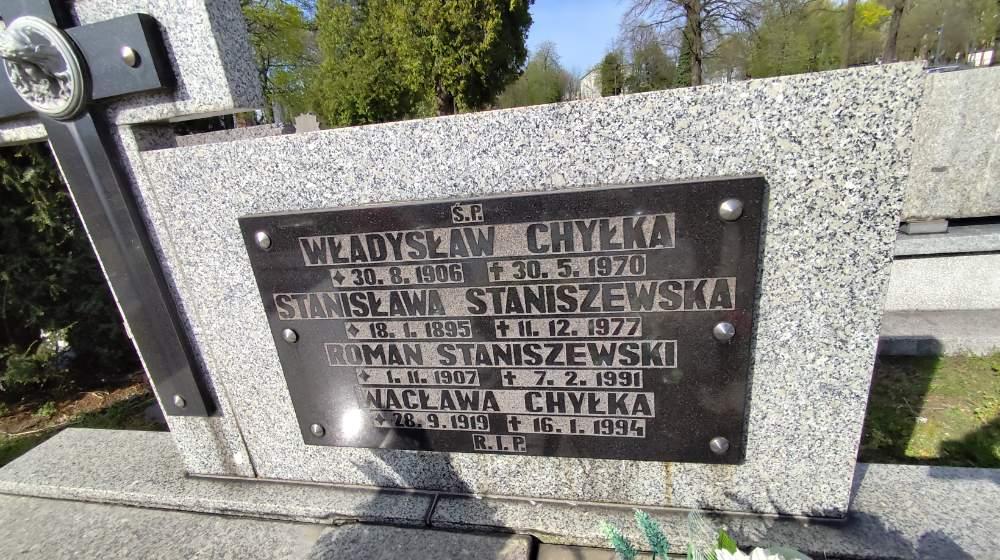 Ś.P.
WŁADYSŁAW CHYŁKA
✦ 30. 8. 1906 ✝ 30. 5. 1970
STANISŁAWA STANISZEWSKA
✦ 18. 1. 1895 ✝ 11. 12. 1977
ROMAN STANISZEWSKI
✦ 1. 11. 1907 ✝ 7. 2. 1991
WACŁAWA CHYŁKA
✦ 28. 9. 1919 ✝ 16. 1. 1994
R. I. P.